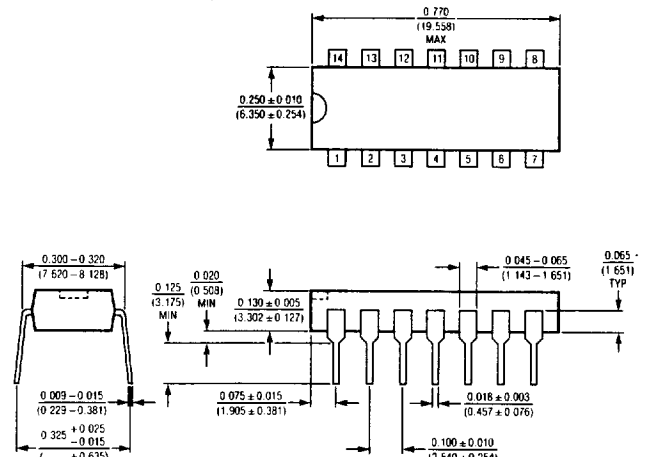 0.770
(19.558)
MAX
14 13 12 11 10 9 8
0.250 ± 0.010
(6.350 ± 0.254)
1 2 3 4 5 6 7
0.300 – 0.320
(7.620 – 8.128)
0.125
(3.175)
MIN
0.020
(0.508)
MIN
0.130 ± 0.005
(3.302 ± 0.127)
0.045 – 0.065
(1.143 – 1.651)
0.065
(1.651)
TYP
0.009 – 0.015
(0.229 – 0.381)
0.075 ± 0.015
(1.905 ± 0.381)
0.018 ± 0.003
(0.457 ± 0.076)
0.325 +0.025
–0.015
+0.635
0.100 ± 0.010
(2.540 ± 0.254)